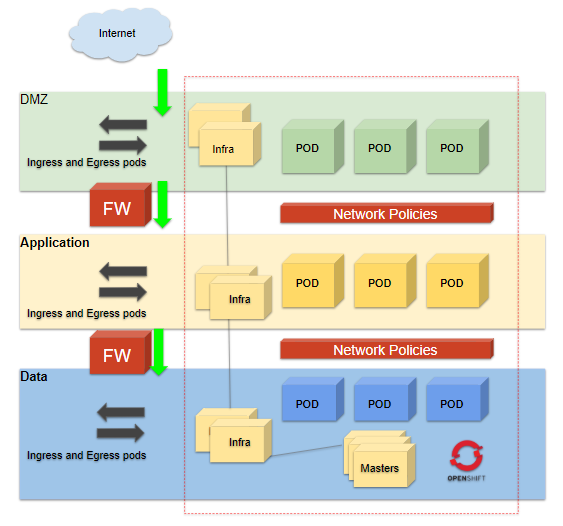 Internet
DMZ
Ingress and Egress pods
Infra
POD
POD
POD
FW
Network Policies
Application
Ingress and Egress pods
Infra
POD
POD
POD
FW
Network Policies
Data
Ingress and Egress pods
Infra
POD
POD
POD
Masters
OPENSHIFT